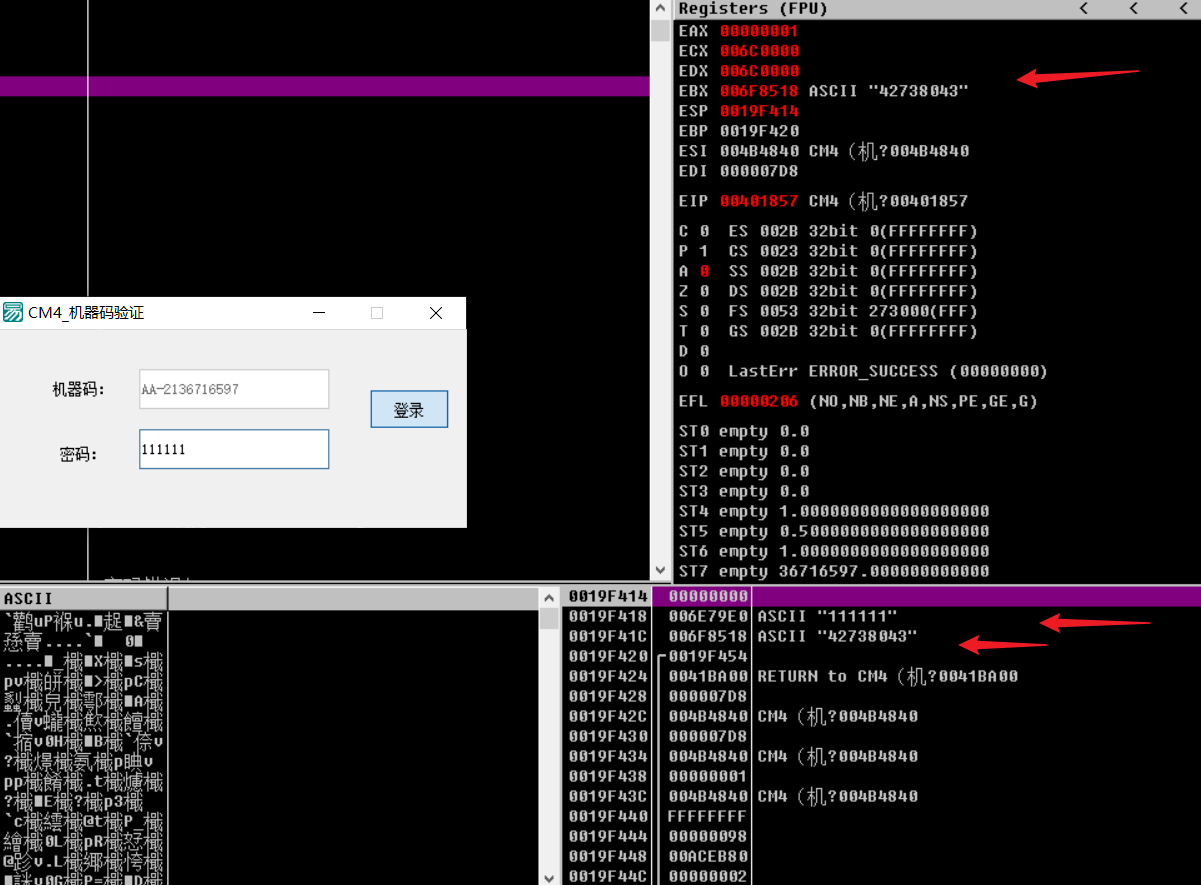 Registers (FPU) < < <
EAX 00000001
ECX 006C0000
EDX 006C0000
EBX 006F8518 ASCII "42738043"
ESP 0019F414
EBP 0019F420
ESI 004B4840 CM4（机?004B4840
EDI 000007D8
EIP 00401857 CM4（机?00401857
C 0 ES 002B 32bit 0(FFFFFFFF)
P 1 CS 0023 32bit 0(FFFFFFFF)
A 0 SS 002B 32bit 0(FFFFFFFF)
Z 0 DS 002B 32bit 0(FFFFFFFF)
S 0 FS 0053 32bit 273000(FFF)
T 0 GS 002B 32bit 0(FFFFFFFF)
D 0
O 0 LastErr ERROR_SUCCESS (00000000)
EFL 00000206 (NO,NB,NE,A,NS,PE,GE,G)
ST0 empty 0.0
ST1 empty 0.0
ST2 empty 0.0
ST3 empty 0.0
ST4 empty 1.0000000000000000000
ST5 empty 0.5000000000000000000
ST6 empty 1.0000000000000000000
ST7 empty 36716597.000000000000
CM4_机器码验证
机器码：
AA-2136716597
登录
密码：
111111
ASCII
0019F414 00000000
0019F418 006E79E0 ASCII "111111"
0019F41C 006F8518 ASCII "42738043"
0019F420 0019F454
0019F424 0041BA00 RETURN to CM4（机?0041BA00
0019F428 000007D8
0019F42C 004B4840 CM4（机?004B4840
0019F430 000007D8
0019F434 004B4840 CM4（机?004B4840
0019F438 00000001
0019F43C 004B4840 CM4（机?004B4840
0019F440 FFFFFFFF
0019F444 00000098
0019F448 00ACEB80
0019F44C 00000002